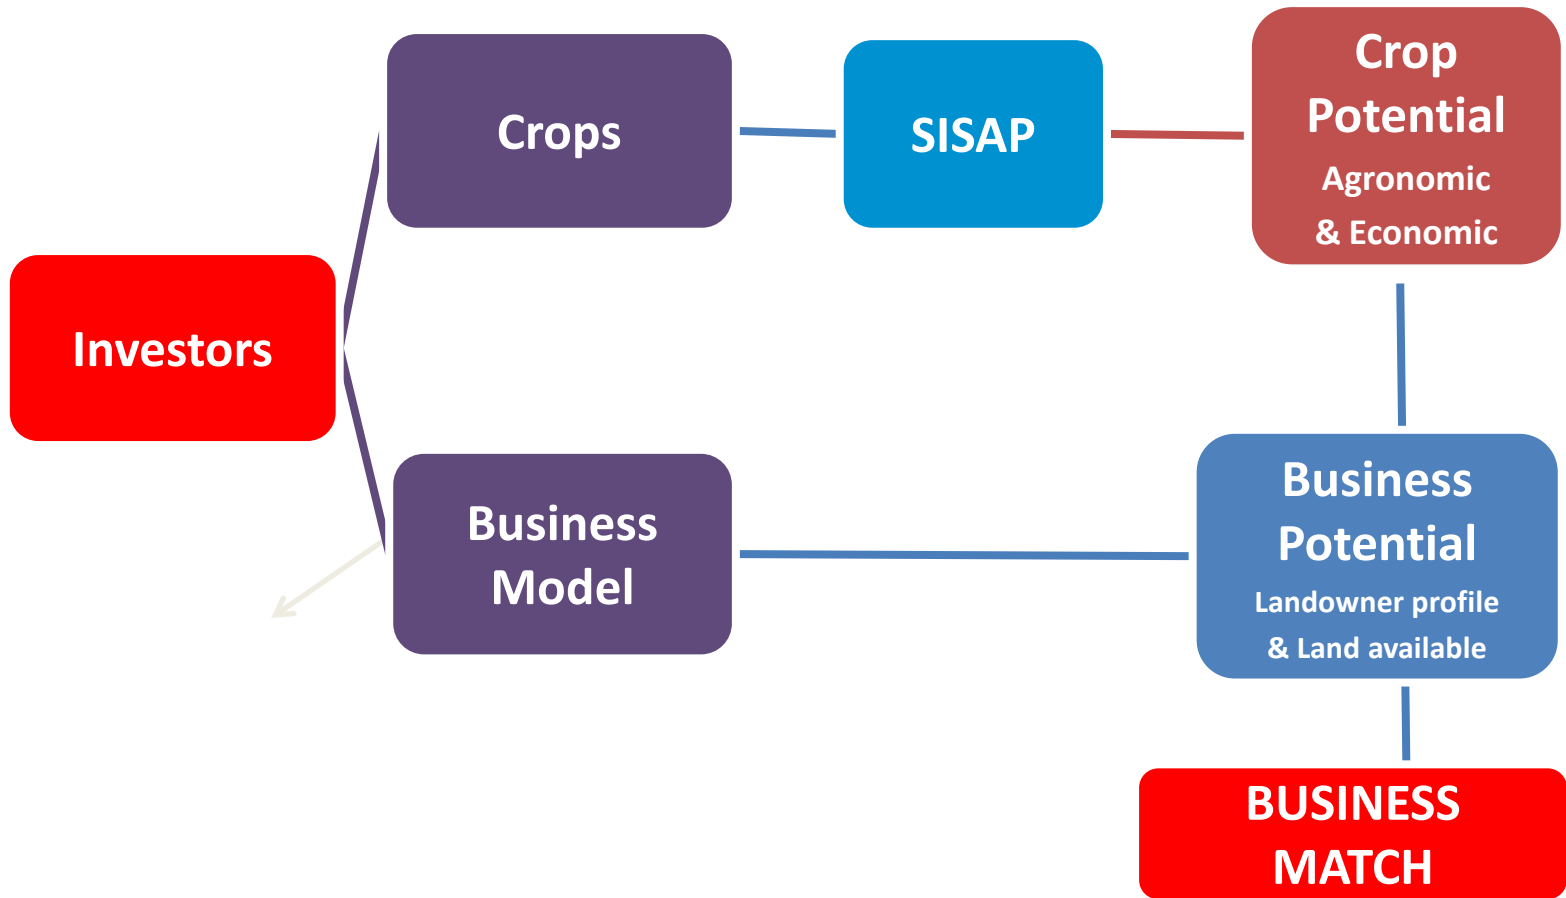 Crops
SISAP
Crop
Potential
Agronomic
& Economic
Investors
Business
Model
Business
Potential
Landowner profile
& Land available
BUSINESS
MATCH